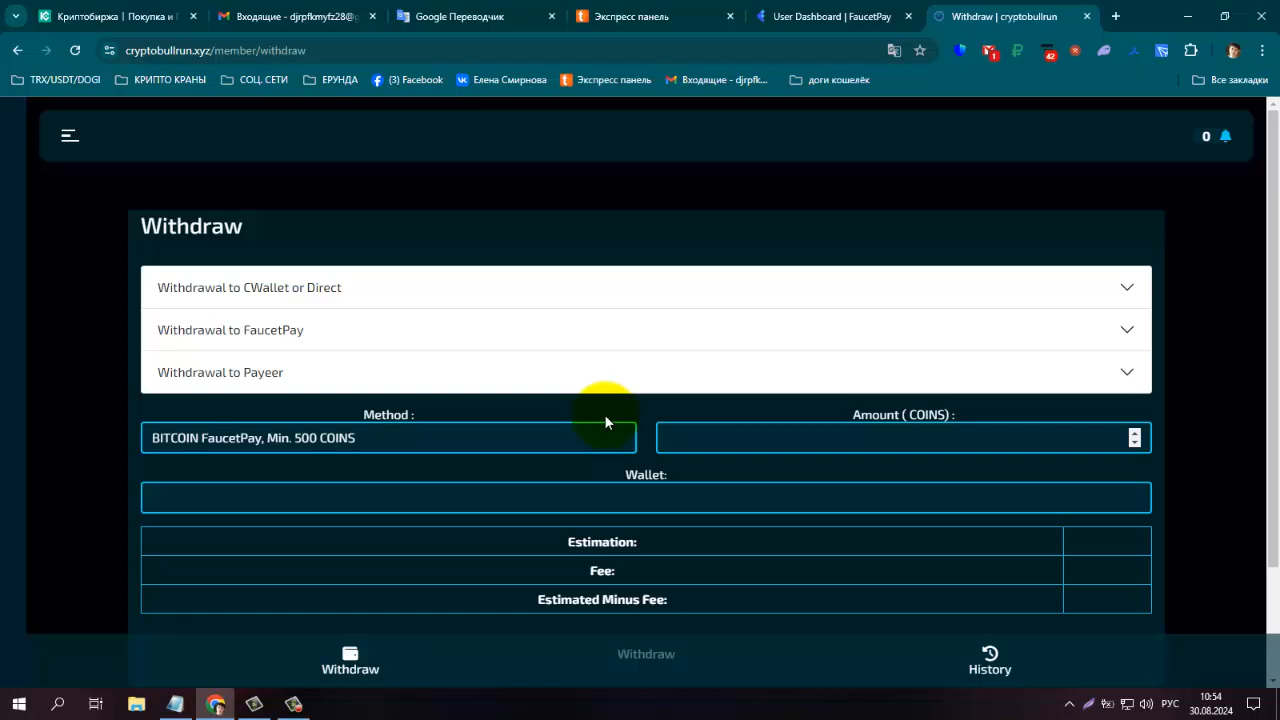 Криптобиржа | Покупка и П
Входящие - djrpfkmyfz28@g
Google Переводчик
Экспресс панель
User Dashboard | FaucetPay
Withdraw | cryptobullrun
cryptobullrun.xyz/member/withdraw
1
42
TRX/USDT/DOGI
КРИПТО КРАНЫ
СОЦ. СЕТИ
ЕРУНДА
(3) Facebook
Елена Смирнова
Экспресс панель
Входящие - djrpfk...
доги кошелёк
Все закладки
0
Withdraw
Withdrawal to CWallet or Direct
Withdrawal to FaucetPay
Withdrawal to Payeer
Method :
Amount ( COINS) :
BITCOIN FaucetPay, Min. 500 COINS
Wallet:
Estimation:
Fee:
Estimated Minus Fee:
Withdraw
Withdraw
History
РУС
10:54
30.08.2024